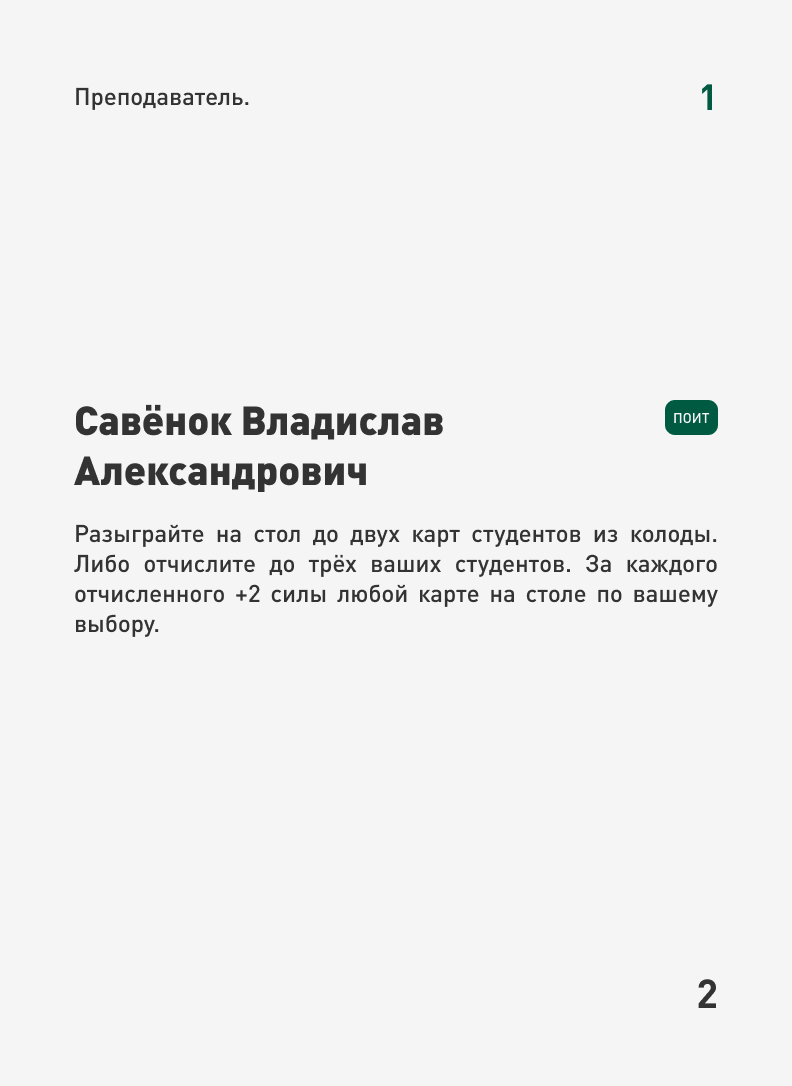 Преподаватель.
1
Савёнок Владислав
Александрович
ПОИТ
Разыграйте на стол до двух карт студентов из колоды.
Либо отчислите до трёх ваших студентов. За каждого
отчисленного +2 силы любой карте на столе по вашему
выбору.
2